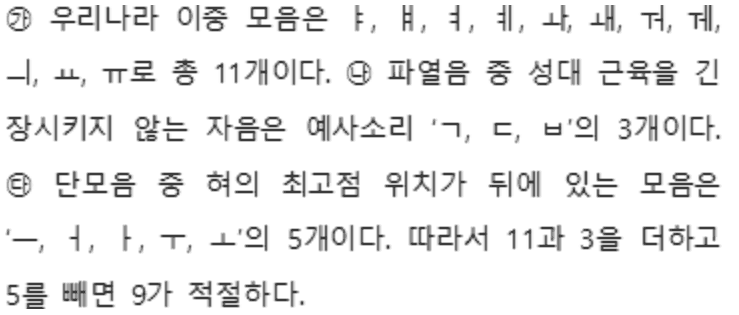 ㉮ 우리나라 이중 모음은 ㅑ, ㅒ, ㅕ, ㅖ, ㅘ, ㅙ, ㅝ, ㅞ,
ㅢ, ㅛ, ㅠ로 총 11개이다. ㉯ 파열음 중 성대 근육을 긴
장시키지 않는 자음은 예사소리 ‘ㄱ, ㄷ, ㅂ’의 3개이다.
㉰ 단모음 중 혀의 최고점 위치가 뒤에 있는 모음은
‘ㅡ, ㅓ, ㅏ, ㅜ, ㅗ’의 5개이다. 따라서 11과 3을 더하고
5를 빼면 9가 적절하다.